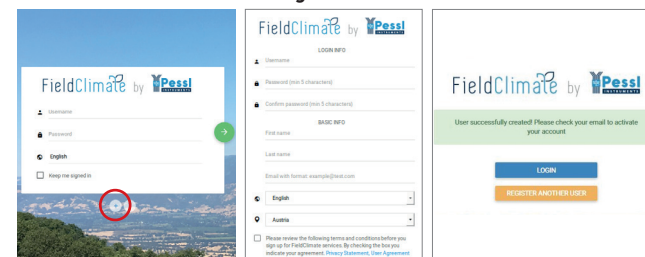 FieldClimate by Pessl
INSTRUMENTS
Username
Password
English
Keep me signed in
FieldClimate by Pessl
INSTRUMENTS
LOGIN INFO
Username
Password (min 5 characters)
Confirm password (min 5 characters)
BASIC INFO
First name
Last name
Email with format: example@test.com
English
Austria
Please review the following terms and conditions before you
sign up for FieldClimate services. By checking the box you
indicate your agreement. Privacy Statement, User Agreement
FieldClimate by Pessl
INSTRUMENTS
User successfully created! Please check your email to activate
your account
LOGIN
REGISTER ANOTHER USER